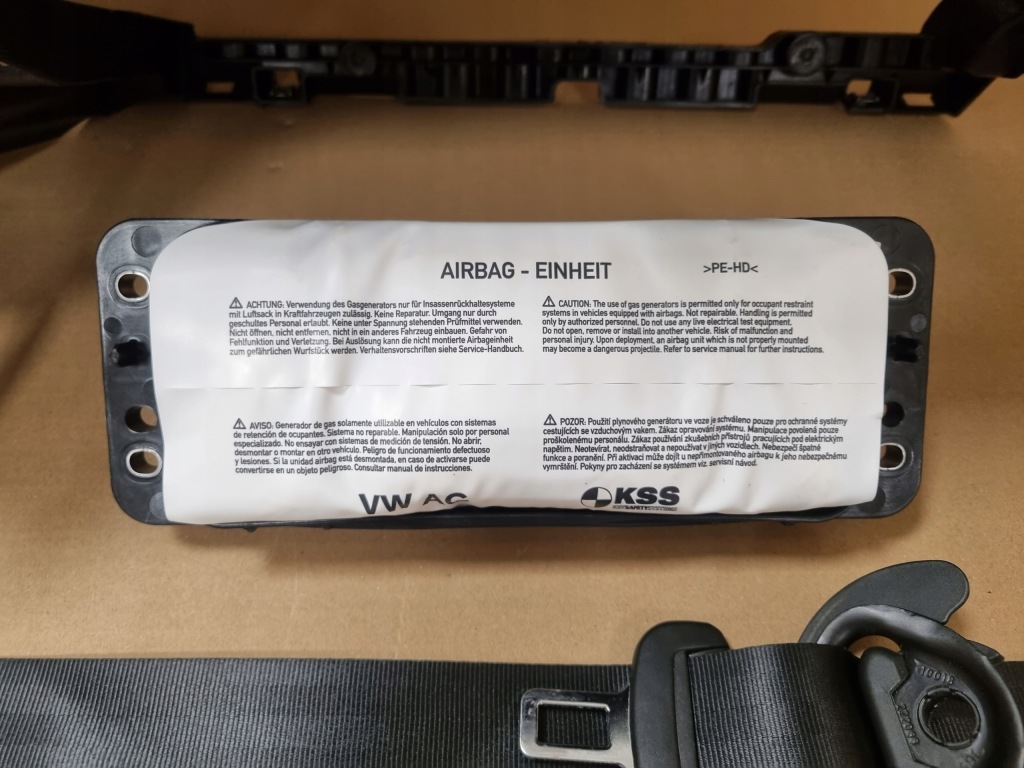 AIRBAG - EINHEIT
>PE-HD<
⚠ ACHTUNG: Verwendung des Gasgenerators nur für Insassenrückhaltesysteme
mit Luftsack in Kraftfahrzeugen zulässig. Keine Reparatur. Umgang nur durch
geschultes Personal erlaubt. Keine unter Spannung stehenden Prüfmittel verwenden.
Nicht öffnen, nicht entfernen, nicht in ein anderes Fahrzeug einbauen. Gefahr von
Fehlfunktion und Verletzung. Bei Auslösung kann die nicht montierte Airbageinheit
zum gefährlichen Wurfstück werden. Verhaltensvorschriften siehe Service-Handbuch.
⚠ CAUTION: The use of gas generators is permitted only for occupant restraint
systems in vehicles equipped with airbags. Not repairable. Handling is permitted
only by authorized personnel. Do not use any live electrical test equipment.
Do not open, remove or install into another vehicle. Risk of malfunction and
personal injury. Upon deployment, an airbag unit which is not properly mounted
may become a dangerous projectile. Refer to service manual for further instructions.
⚠ AVISO: Generador de gas solamente utilizable en vehículos con sistemas
de retención de ocupantes. Sistema no reparable. Manipulación solo por personal
especializado. No ensayar con sistemas de medición de tensión. No abrir,
desmontar o montar en otro vehículo. Peligro de funcionamiento defectuoso
y lesiones. Si la unidad airbag está desmontada, en caso de activarse puede
convertirse en un objeto peligroso. Consultar manual de instrucciones.
⚠ POZOR: Použití plynového generátoru ve voze je schváleno pouze pro ochranné systémy
cestujících se vzduchovým vakem. Zákaz opravování systému. Manipulace povolená pouze
proškolenému personálu. Zákaz používání zkušebních přístrojů pracujících pod elektrickým
napětím. Neotevírat, neodstraňovat a nepoužívat v jiných vozidlech. Nebezpečí špatné
funkce a poranění. Při aktivaci může dojít u nepřimontovaného airbagu k jeho nebezpečnému
vymrštění. Pokyny pro zacházení se systémem viz. servisní návod.
VW AG
KSS
KEY SAFETY SYSTEMS